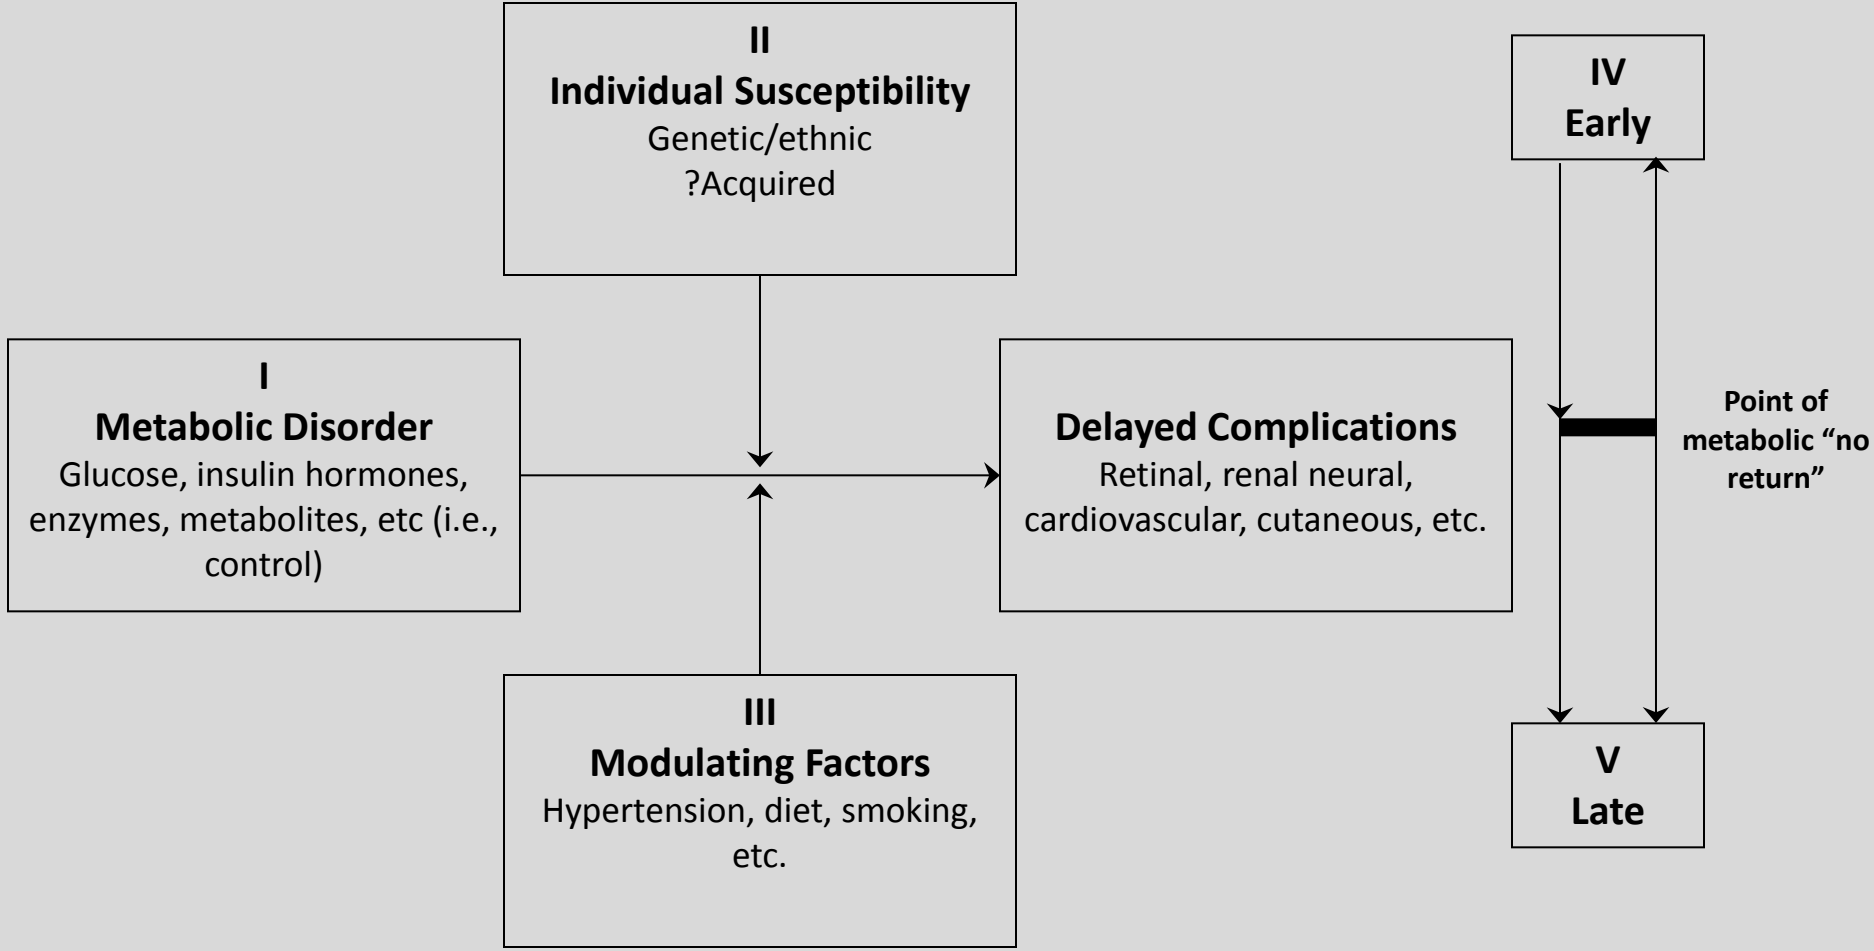 II
Individual Susceptibility
Genetic/ethnic
?Acquired
IV
Early
I
Metabolic Disorder
Glucose, insulin hormones,
enzymes, metabolites, etc (i.e.,
control)
Delayed Complications
Retinal, renal neural,
cardiovascular, cutaneous, etc.
Point of
metabolic “no
return”
III
Modulating Factors
Hypertension, diet, smoking,
etc.
V
Late